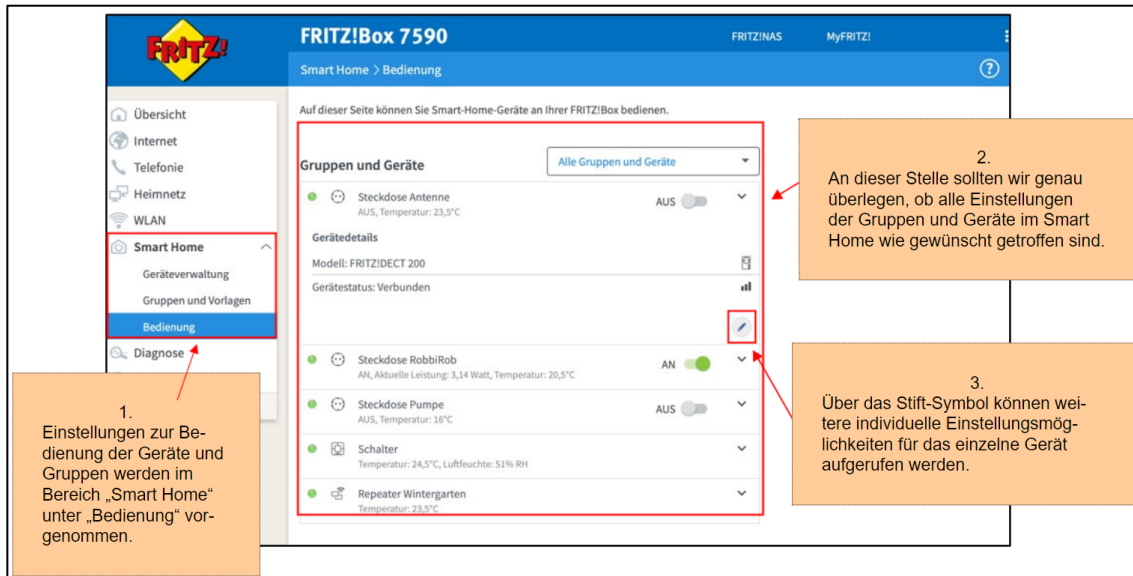 FRITZ!
FRITZ!Box 7590
FRITZ!NAS
MyFRITZ!
Smart Home > Bedienung
?
Übersicht
Internet
Telefonie
Heimnetz
WLAN
Smart Home
Geräteverwaltung
Gruppen und Vorlagen
Bedienung
Diagnose
Auf dieser Seite können Sie Smart-Home-Geräte an Ihrer FRITZ!Box bedienen.
Gruppen und Geräte
Alle Gruppen und Geräte
Steckdose Antenne
AUS
AUS, Temperatur: 23,5°C
Gerätedetails
Modell: FRITZ!DECT 200
Gerätestatus: Verbunden
Steckdose RobbiRob
AN
AN, Aktuelle Leistung: 3,14 Watt, Temperatur: 20,5°C
Steckdose Pumpe
AUS
AUS, Temperatur: 16°C
Schalter
Temperatur: 24,5°C, Luftfeuchte: 51% RH
Repeater Wintergarten
Temperatur: 23,5°C
1.
Einstellungen zur Be-
dienung der Geräte und
Gruppen werden im
Bereich „Smart Home“
unter „Bedienung“ vor-
genommen.
2.
An dieser Stelle sollten wir genau
überlegen, ob alle Einstellungen
der Gruppen und Geräte im Smart
Home wie gewünscht getroffen sind.
3.
Über das Stift-Symbol können wei-
tere individuelle Einstellungsmög-
lichkeiten für das einzelne Gerät
aufgerufen werden.